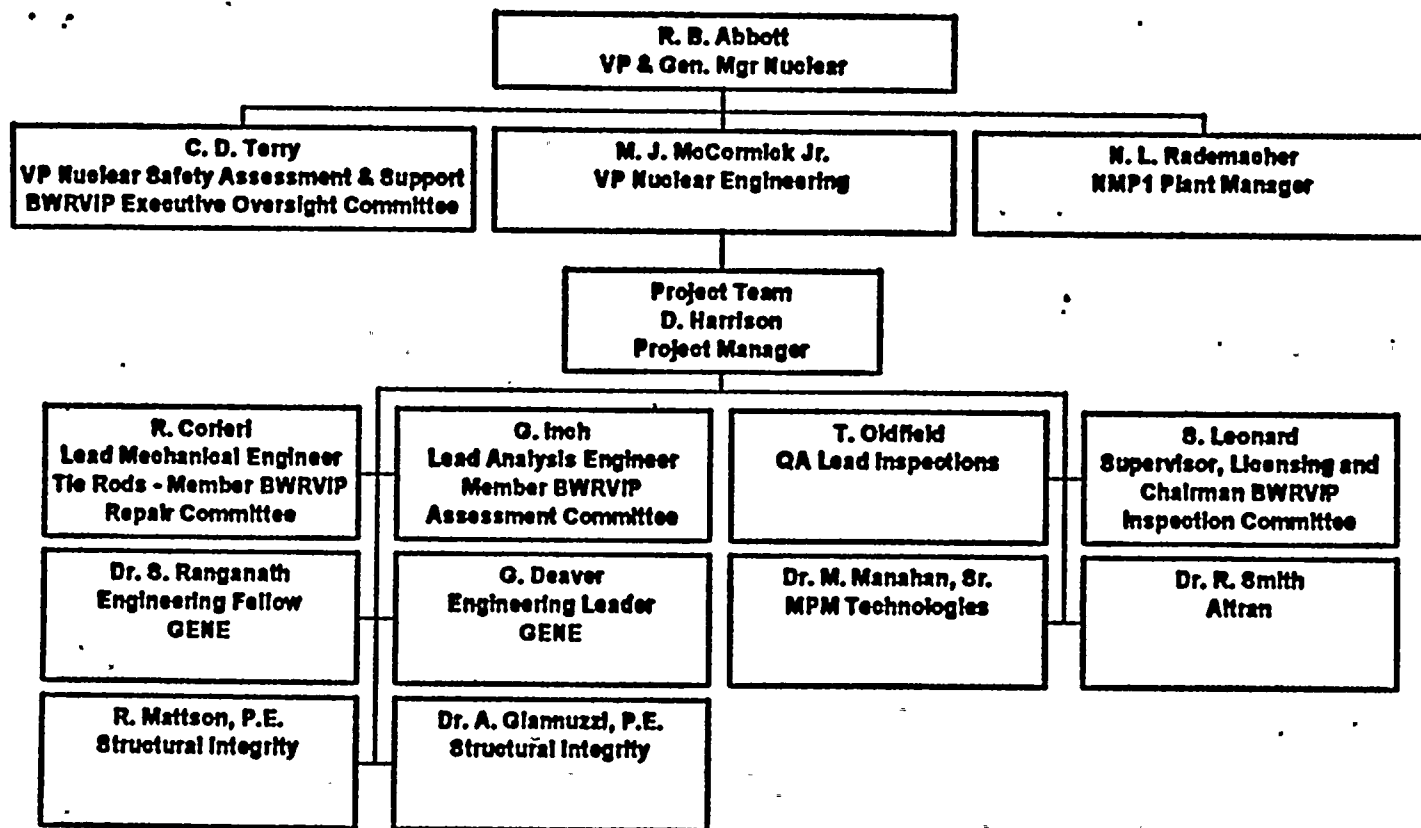 R. B. Abbott
VP & Gen. Mgr Nuclear
C. D. Terry
VP Nuclear Safety Assessment & Support
BWRVIP Executive Oversight Committee
M. J. McCormick Jr.
VP Nuclear Engineering
N. L. Rademacher
NMP1 Plant Manager
Project Team
D. Harrison
Project Manager
R. Corieri
Lead Mechanical Engineer
Tie Rods - Member BWRVIP
Repair Committee
G. Inch
Lead Analysis Engineer
Member BWRVIP
Assessment Committee
T. Oldfield
QA Lead Inspections
S. Leonard
Supervisor, Licensing and
Chairman BWRVIP
Inspection Committee
Dr. S. Ranganath
Engineering Fellow
GENE
G. Deaver
Engineering Leader
GENE
Dr. M. Manahan, Sr.
MPM Technologies
Dr. R. Smith
Altran
R. Mattson, P.E.
Structural Integrity
Dr. A. Giannuzzi, P.E.
Structural Integrity